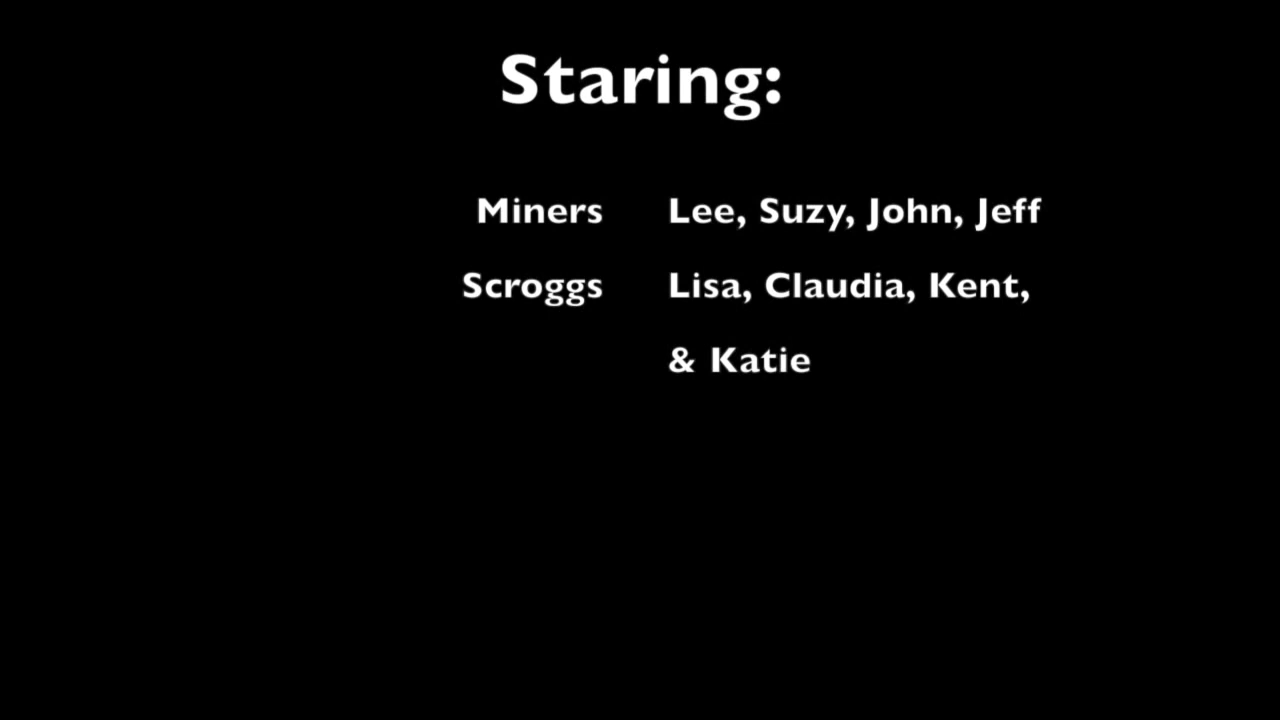 Staring:
Miners Lee, Suzy, John, Jeff
Scroggs Lisa, Claudia, Kent,
& Katie